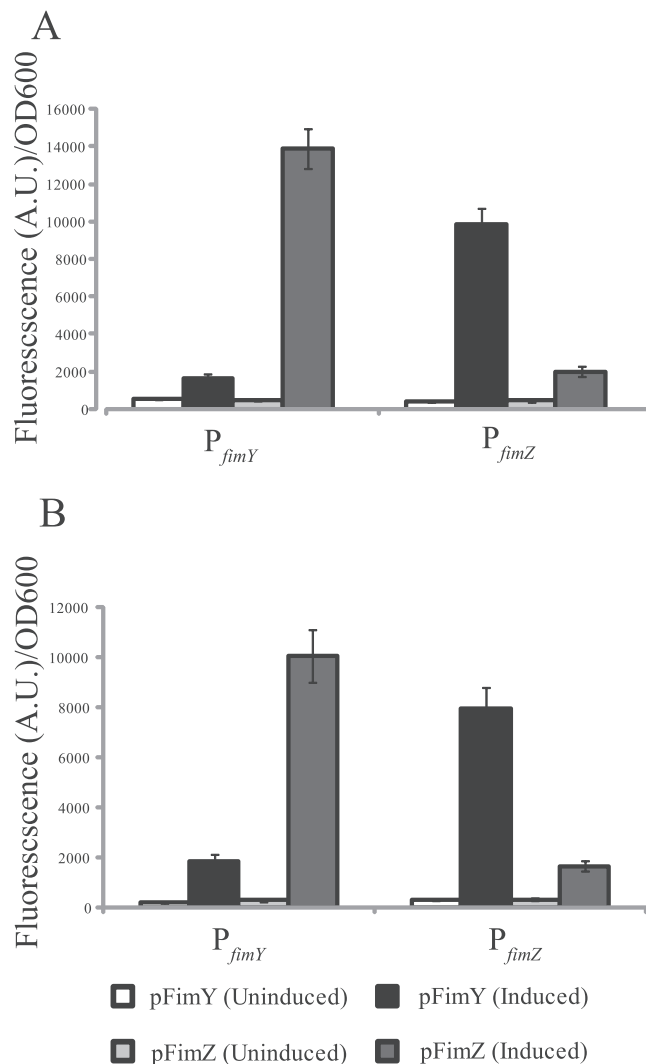 A
Fluorescscence (A.U.)/OD600
16000
14000
12000
10000
8000
6000
4000
2000
0
PfimY
PfimZ
B
Fluorescscence (A.U.)/OD600
12000
10000
8000
6000
4000
2000
0
PfimY
PfimZ
pFimY (Uninduced)
pFimY (Induced)
pFimZ (Uninduced)
pFimZ (Induced)